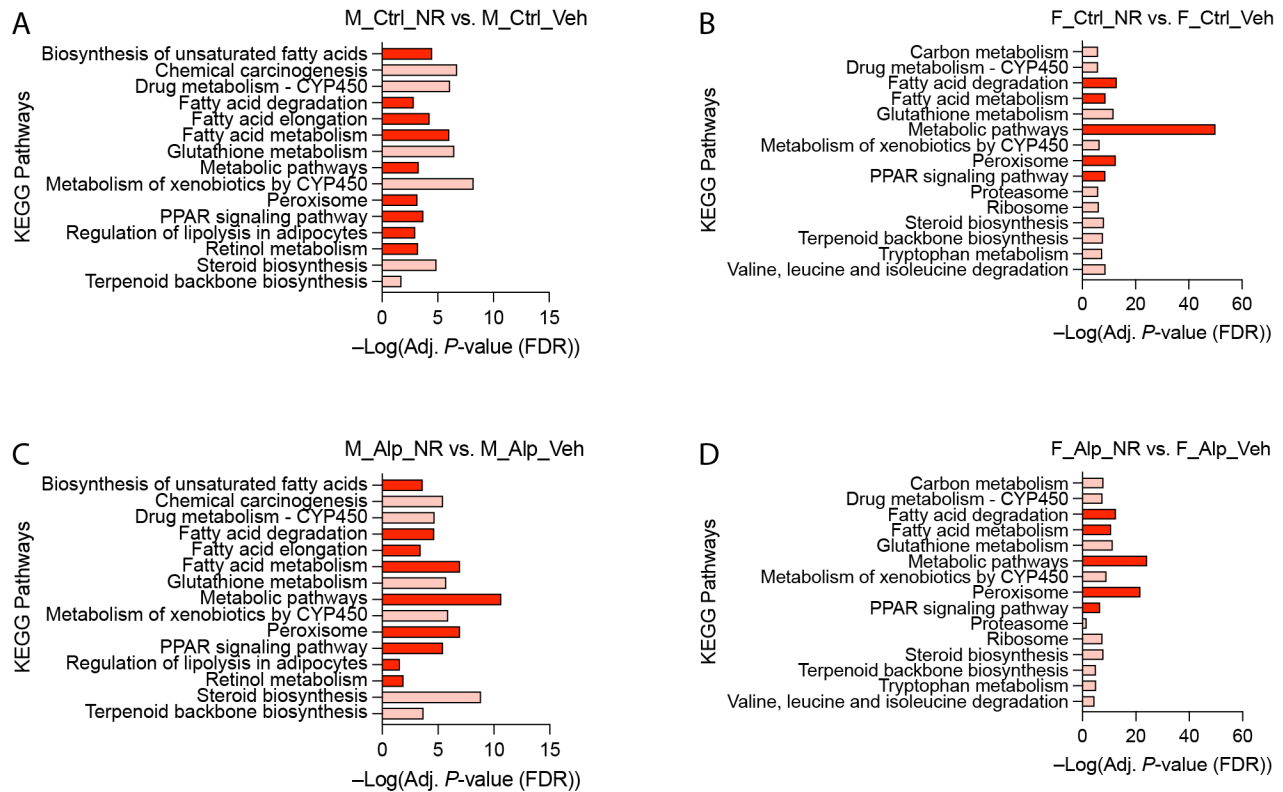 A
M_Ctrl_NR vs. M_Ctrl_Veh
KEGG Pathways
Biosynthesis of unsaturated fatty acids
Chemical carcinogenesis
Drug metabolism - CYP450
Fatty acid degradation
Fatty acid elongation
Fatty acid metabolism
Glutathione metabolism
Metabolic pathways
Metabolism of xenobiotics by CYP450
Peroxisome
PPAR signaling pathway
Regulation of lipolysis in adipocytes
Retinol metabolism
Steroid biosynthesis
Terpenoid backbone biosynthesis
0 5 10 15
–Log(Adj. P-value (FDR))
B
F_Ctrl_NR vs. F_Ctrl_Veh
KEGG Pathways
Carbon metabolism
Drug metabolism - CYP450
Fatty acid degradation
Fatty acid metabolism
Glutathione metabolism
Metabolic pathways
Metabolism of xenobiotics by CYP450
Peroxisome
PPAR signaling pathway
Proteasome
Ribosome
Steroid biosynthesis
Terpenoid backbone biosynthesis
Tryptophan metabolism
Valine, leucine and isoleucine degradation
0 20 40 60
–Log(Adj. P-value (FDR))
C
M_Alp_NR vs. M_Alp_Veh
KEGG Pathways
Biosynthesis of unsaturated fatty acids
Chemical carcinogenesis
Drug metabolism - CYP450
Fatty acid degradation
Fatty acid elongation
Fatty acid metabolism
Glutathione metabolism
Metabolic pathways
Metabolism of xenobiotics by CYP450
Peroxisome
PPAR signaling pathway
Regulation of lipolysis in adipocytes
Retinol metabolism
Steroid biosynthesis
Terpenoid backbone biosynthesis
0 5 10 15
–Log(Adj. P-value (FDR))
D
F_Alp_NR vs. F_Alp_Veh
KEGG Pathways
Carbon metabolism
Drug metabolism - CYP450
Fatty acid degradation
Fatty acid metabolism
Glutathione metabolism
Metabolic pathways
Metabolism of xenobiotics by CYP450
Peroxisome
PPAR signaling pathway
Proteasome
Ribosome
Steroid biosynthesis
Terpenoid backbone biosynthesis
Tryptophan metabolism
Valine, leucine and isoleucine degradation
0 20 40 60
–Log(Adj. P-value (FDR))